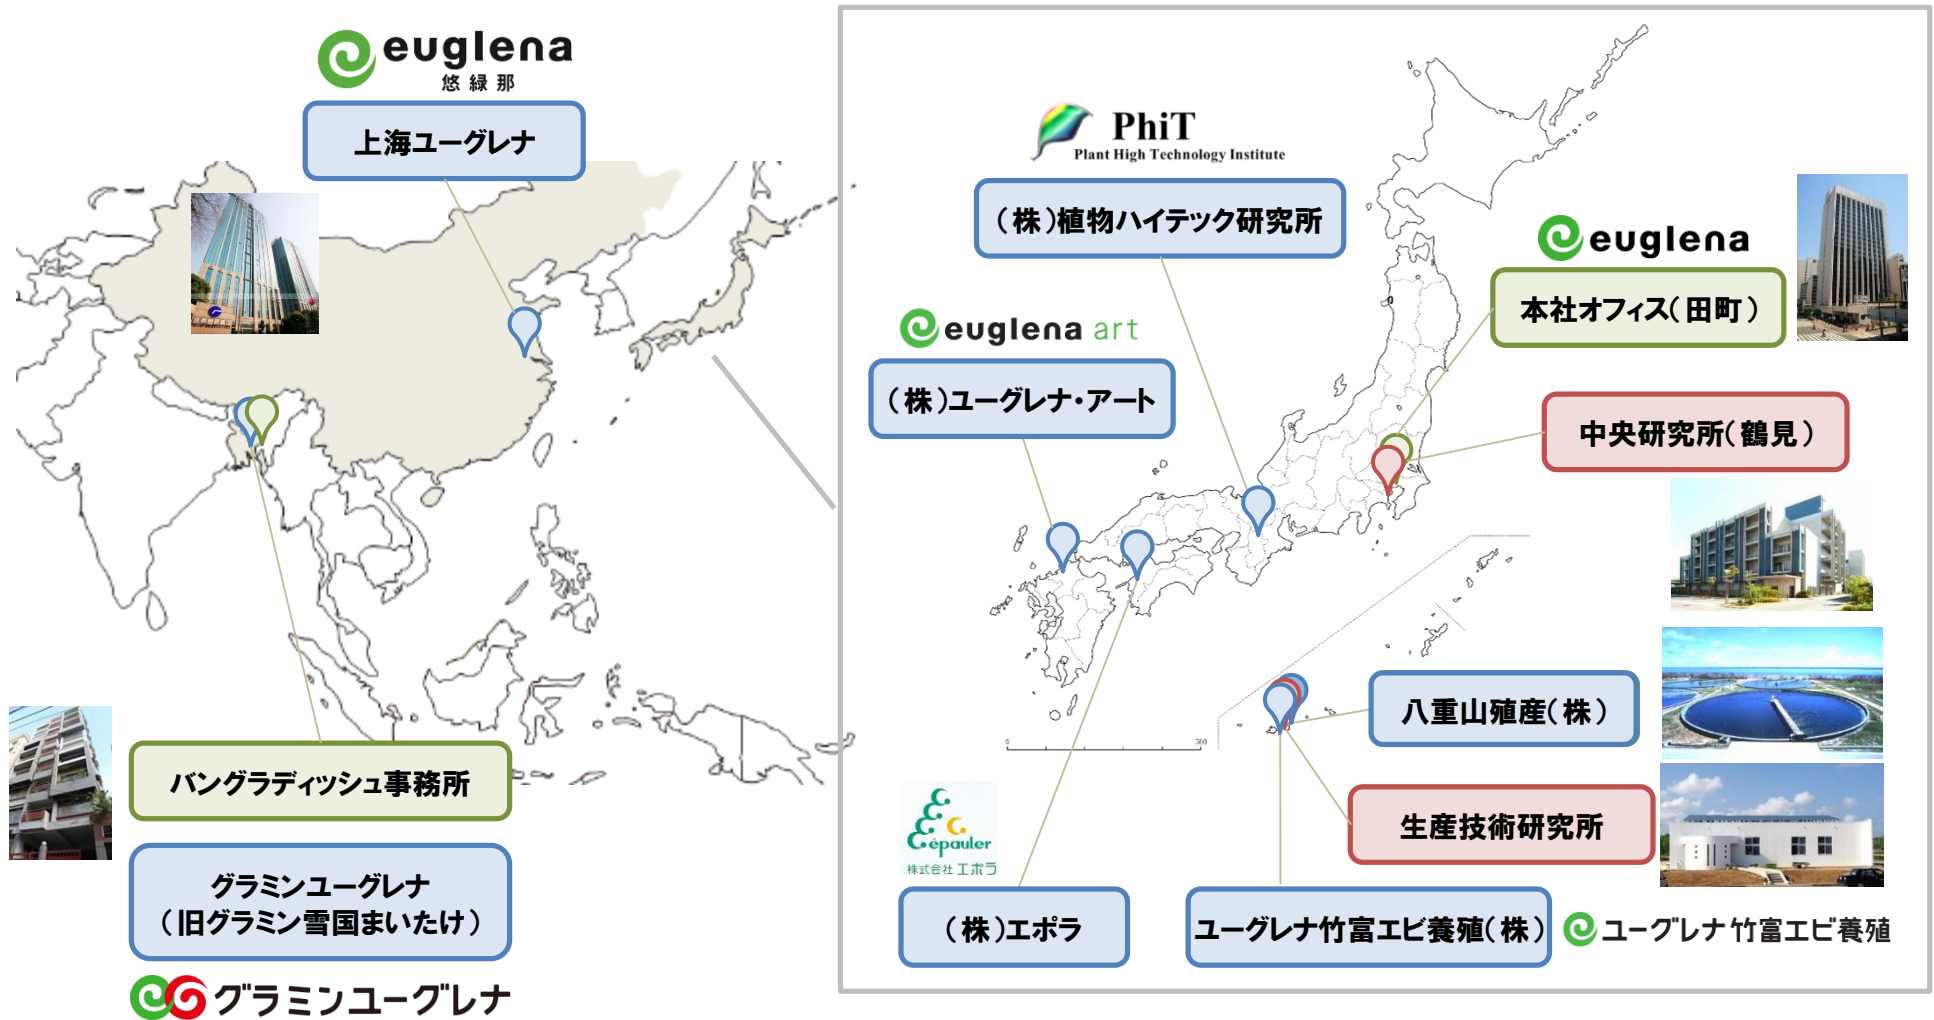 euglena
悠緑那
上海ユーグレナ
バングラディッシュ事務所
グラミンユーグレナ
（旧グラミン雪国まいたけ）
グラミンユーグレナ
PhiT
Plant High Technology Institute
（株）植物ハイテック研究所
euglena
本社オフィス（田町）
euglena art
（株）ユーグレナ・アート
中央研究所（鶴見）
八重山殖産（株）
0 500
生産技術研究所
épauler
株式会社 エポラ
（株）エポラ
ユーグレナ竹富エビ養殖（株）
ユーグレナ竹富エビ養殖